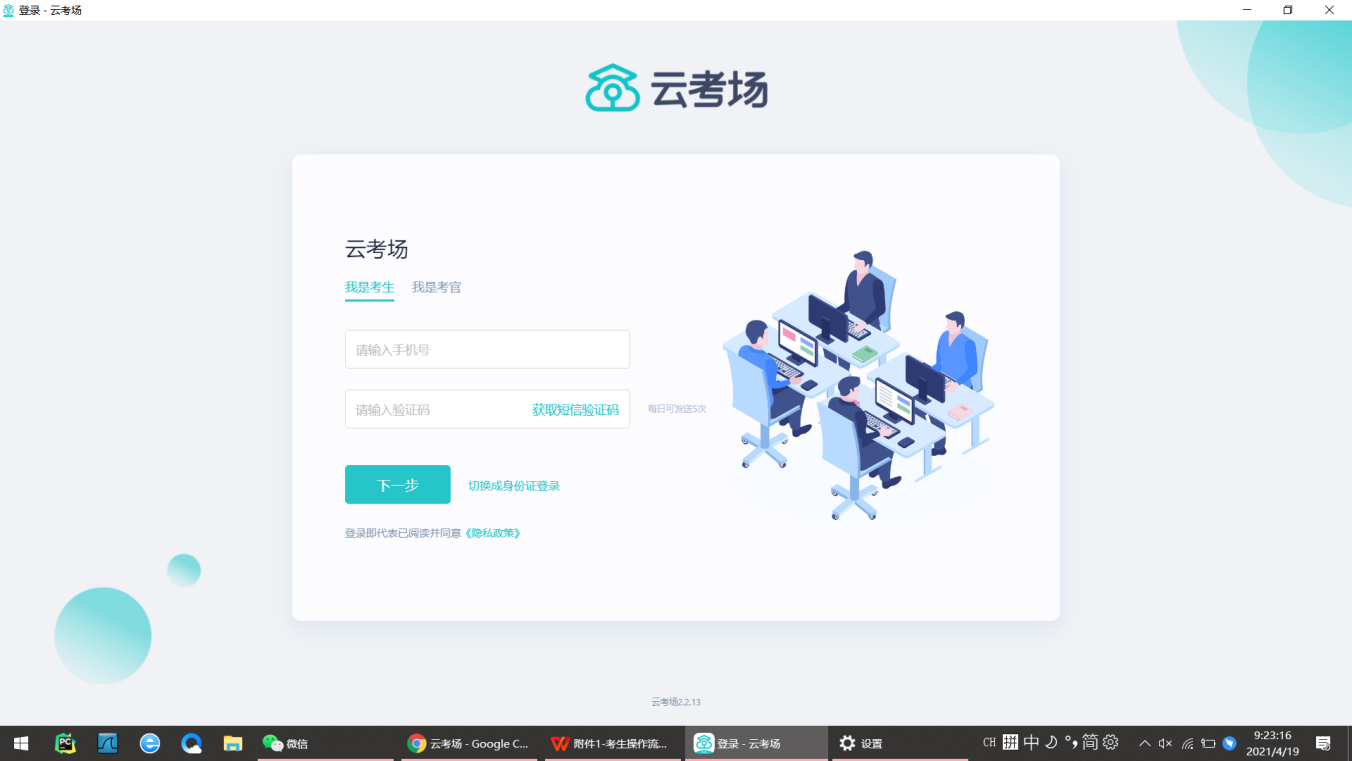 登录 - 云考场
云考场
云考场
我是考生 我是考官
请输入手机号
请输入验证码 获取短信验证码 每日可发送5次
下一步 切换成身份证登录
登录即代表已阅读并同意《隐私政策》
云考场2.2.13
PC 微信 云考场 - Google C... 附件1-考生操作流... 登录 - 云考场 设置 CH 拼 中 简 9:23:16
2021/4/19